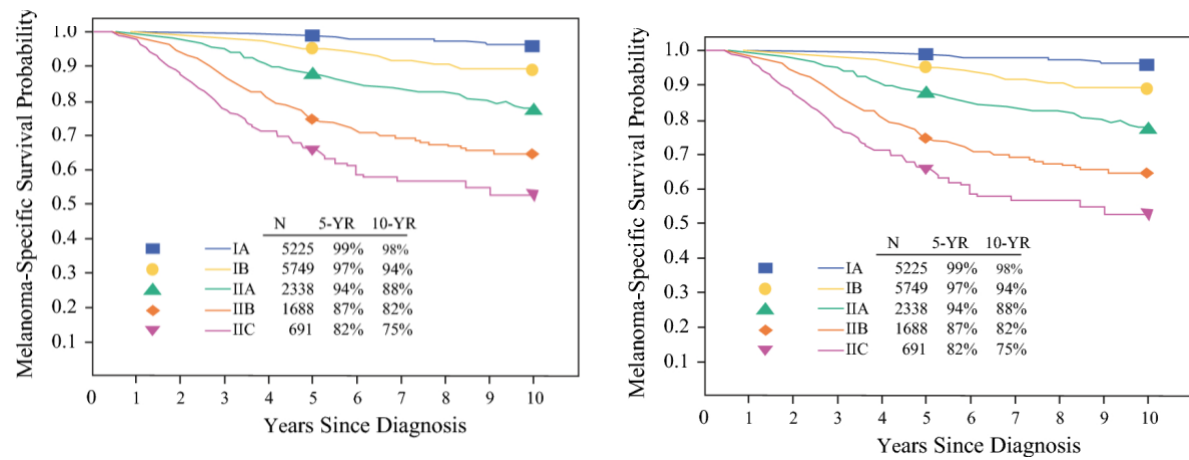 Melanoma-Specific Survival Probability
1.0
0.9
0.8
0.7
0.6
0.5
0.4
0.3
0.2
0.1
N 5-YR 10-YR
IA 5225 99% 98%
IB 5749 97% 94%
IIA 2338 94% 88%
IIB 1688 87% 82%
IIC 691 82% 75%
0 1 2 3 4 5 6 7 8 9 10
Years Since Diagnosis
Melanoma-Specific Survival Probability
1.0
0.9
0.8
0.7
0.6
0.5
0.4
0.3
0.2
0.1
N 5-YR 10-YR
IA 5225 99% 98%
IB 5749 97% 94%
IIA 2338 94% 88%
IIB 1688 87% 82%
IIC 691 82% 75%
0 1 2 3 4 5 6 7 8 9 10
Years Since Diagnosis